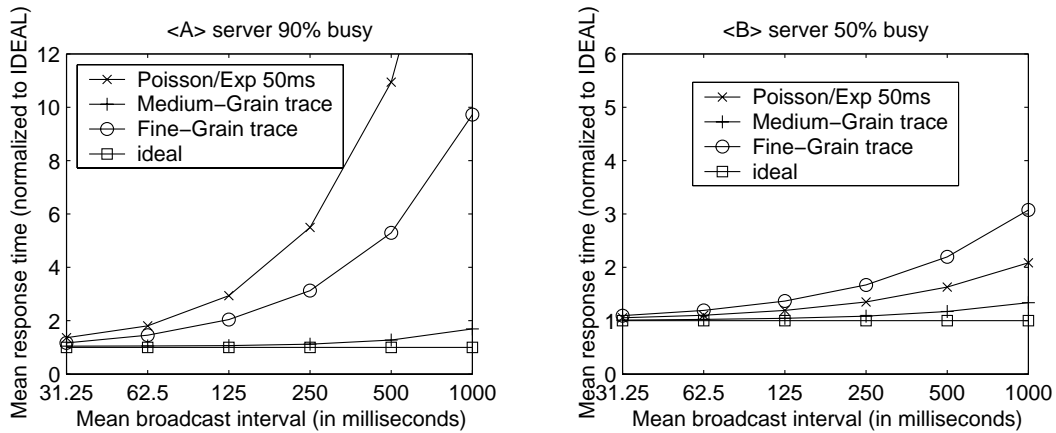 <A> server 90% busy
Mean response time (normalized to IDEAL)
12
10
8
6
4
2
0
Poisson/Exp 50ms
Medium−Grain trace
Fine−Grain trace
ideal
31.25 62.5 125 250 500 1000
Mean broadcast interval (in milliseconds)
<B> server 50% busy
Mean response time (normalized to IDEAL)
6
5
4
3
2
1
0
Poisson/Exp 50ms
Medium−Grain trace
Fine−Grain trace
ideal
31.25 62.5 125 250 500 1000
Mean broadcast interval (in milliseconds)